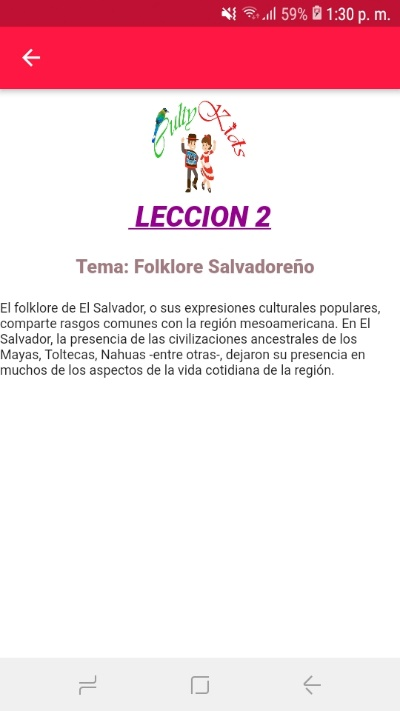 59% 1:30 p. m.
Culty Kids
LECCION 2
Tema: Folklore Salvadoreño
El folklore de El Salvador, o sus expresiones culturales populares,
comparte rasgos comunes con la región mesoamericana. En El
Salvador, la presencia de las civilizaciones ancestrales de los
Mayas, Toltecas, Nahuas -entre otras-, dejaron su presencia en
muchos de los aspectos de la vida cotidiana de la región.